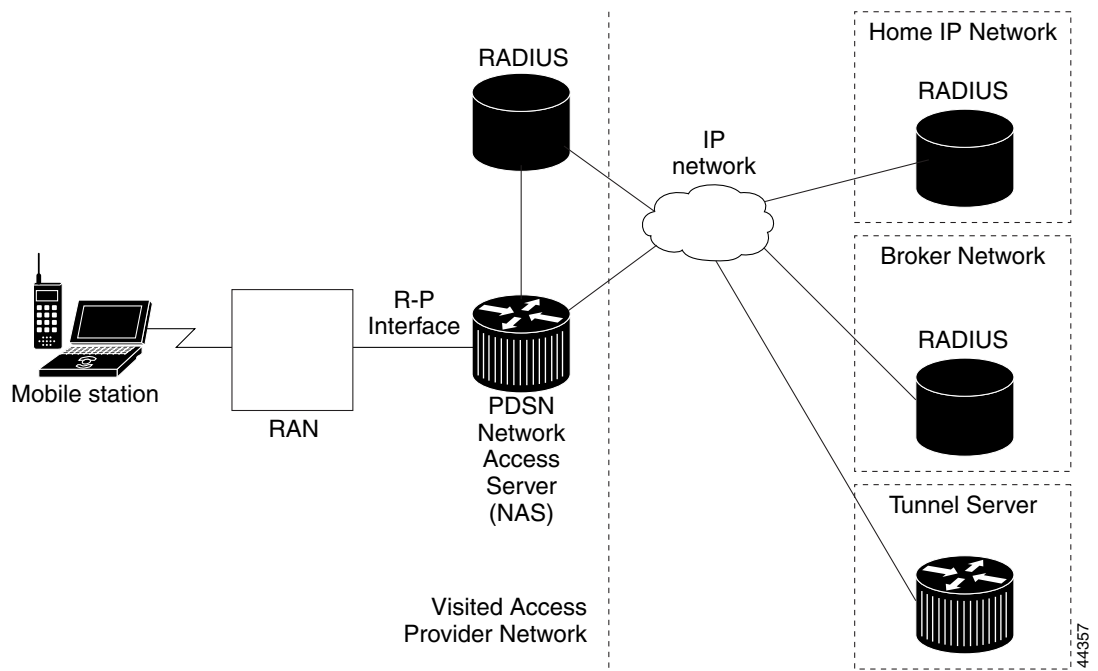 Home IP Network
RADIUS
RADIUS
IP
network
Broker Network
R-P
Interface
RADIUS
Mobile station
PDSN
RAN
Network
Access
Server
(NAS)
Tunnel Server
Visited Access
Provider Network
44357